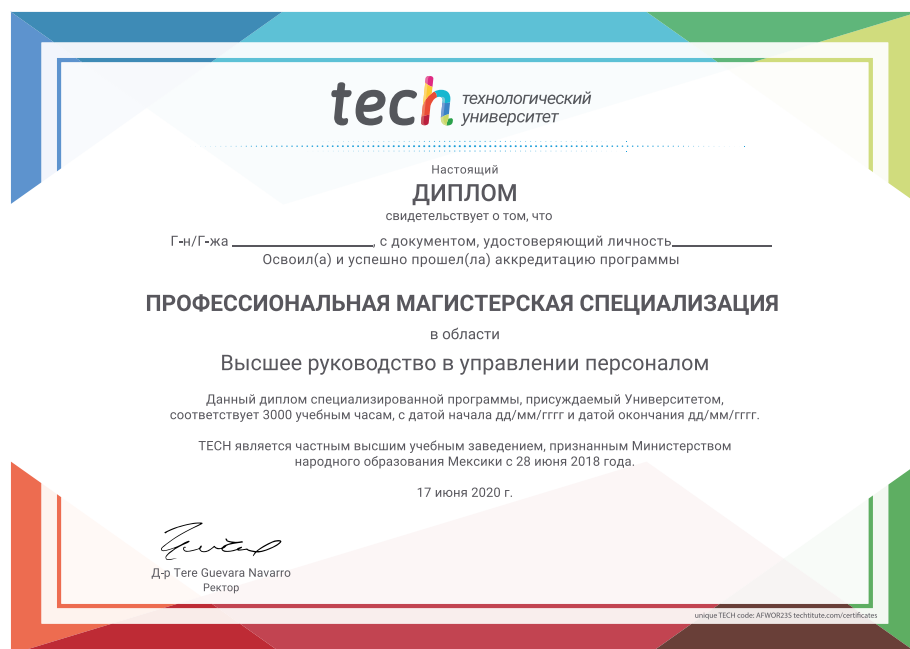 tech технологический
университет
Настоящий
ДИПЛОМ
свидетельствует о том, что
Г-н/Г-жа ____________________, с документом, удостоверяющий личность______________
Освоил(а) и успешно прошел(ла) аккредитацию программы
ПРОФЕССИОНАЛЬНАЯ МАГИСТЕРСКАЯ СПЕЦИАЛИЗАЦИЯ
в области
Высшее руководство в управлении персоналом
Данный диплом специализированной программы, присуждаемый Университетом,
соответствует 3000 учебным часам, с датой начала дд/мм/гггг и датой окончания дд/мм/гггг.
TECH является частным высшим учебным заведением, признанным Министерством
народного образования Мексики с 28 июня 2018 года.
17 июня 2020 г.
Д-р Tere Guevara Navarro
Ректор
unique TECH code: AFWOR235 techtitute.com/certificates